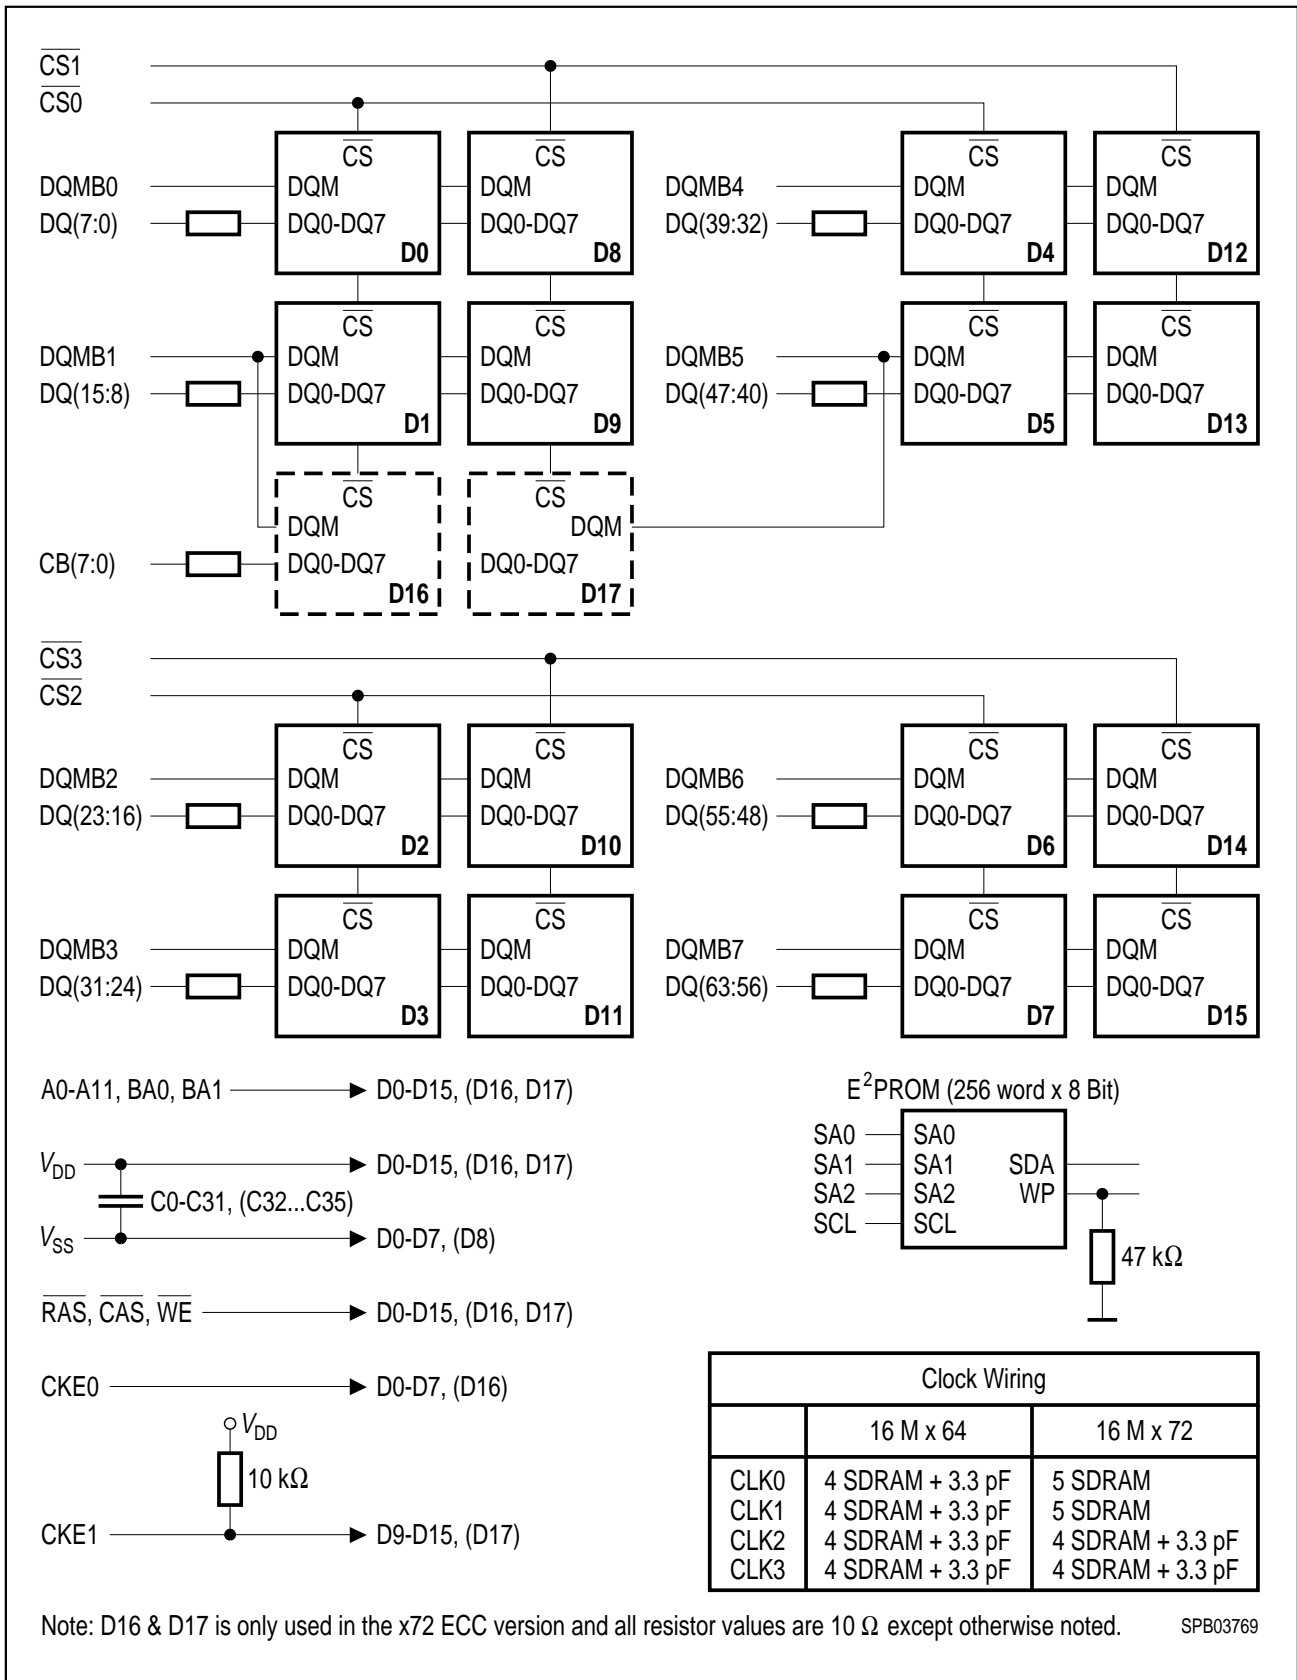 CS1
CS0
CS CS CS CS
DQMB0 DQM DQM DQMB4 DQM DQM
DQ(7:0) DQ0-DQ7 DQ0-DQ7 DQ(39:32) DQ0-DQ7 DQ0-DQ7
D0 D8 D4 D12
CS CS CS CS
DQMB1 DQM DQM DQMB5 DQM DQM
DQ(15:8) DQ0-DQ7 DQ0-DQ7 DQ(47:40) DQ0-DQ7 DQ0-DQ7
D1 D9 D5 D13
CS CS
DQM DQM
CB(7:0) DQ0-DQ7 DQ0-DQ7
D16 D17
CS3
CS2
CS CS CS CS
DQMB2 DQM DQM DQMB6 DQM DQM
DQ(23:16) DQ0-DQ7 DQ0-DQ7 DQ(55:48) DQ0-DQ7 DQ0-DQ7
D2 D10 D6 D14
CS CS CS CS
DQMB3 DQM DQM DQMB7 DQM DQM
DQ(31:24) DQ0-DQ7 DQ0-DQ7 DQ(63:56) DQ0-DQ7 DQ0-DQ7
D3 D11 D7 D15
A0-A11, BA0, BA1 D0-D15, (D16, D17)
VDD D0-D15, (D16, D17)
C0-C31, (C32...C35)
VSS D0-D7, (D8)
RAS, CAS, WE D0-D15, (D16, D17)
CKE0 D0-D7, (D16)
VDD
10 kΩ
CKE1 D9-D15, (D17)
E²PROM (256 word x 8 Bit)
SA0 SA0
SA1 SA1 SDA
SA2 SA2 WP
SCL SCL
47 kΩ
Clock Wiring
16 M x 64 16 M x 72
CLK0 4 SDRAM + 3.3 pF 5 SDRAM
CLK1 4 SDRAM + 3.3 pF 5 SDRAM
CLK2 4 SDRAM + 3.3 pF 4 SDRAM + 3.3 pF
CLK3 4 SDRAM + 3.3 pF 4 SDRAM + 3.3 pF
Note: D16 & D17 is only used in the x72 ECC version and all resistor values are 10 Ω except otherwise noted. SPB03769